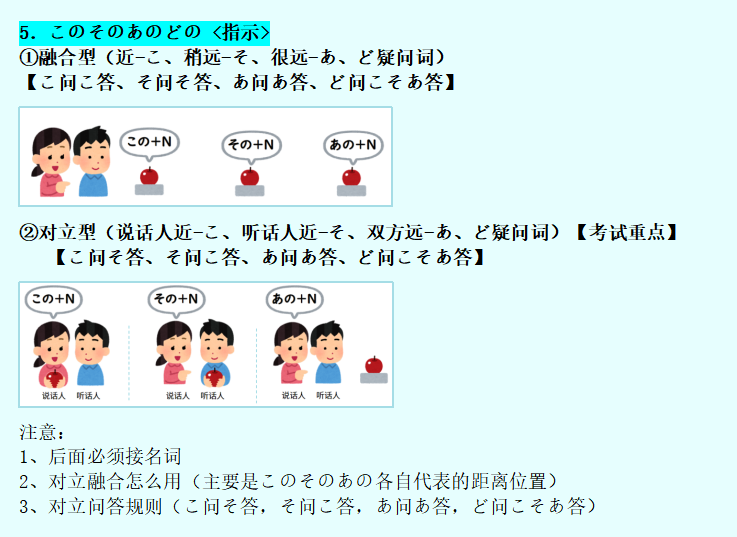 5. このそのあのどの <指示>
①融合型（近-こ、稍远-そ、很远-あ、ど疑问词）
【こ问こ答、そ问そ答、あ问あ答、ど问こそあ答】
この+N
その+N
あの+N
②对立型（说话人近-こ、听话人近-そ、双方远-あ、ど疑问词）【考试重点】
【こ问そ答、そ问こ答、あ问あ答、ど问こそあ答】
この+N
その+N
あの+N
说话人 听话人
说话人 听话人
说话人 听话人
注意：
1、后面必须接名词
2、对立融合怎么用（主要是このそのあの各自代表的距离位置）
3、对立问答规则（こ问そ答，そ问こ答，あ问あ答，ど问こそあ答）